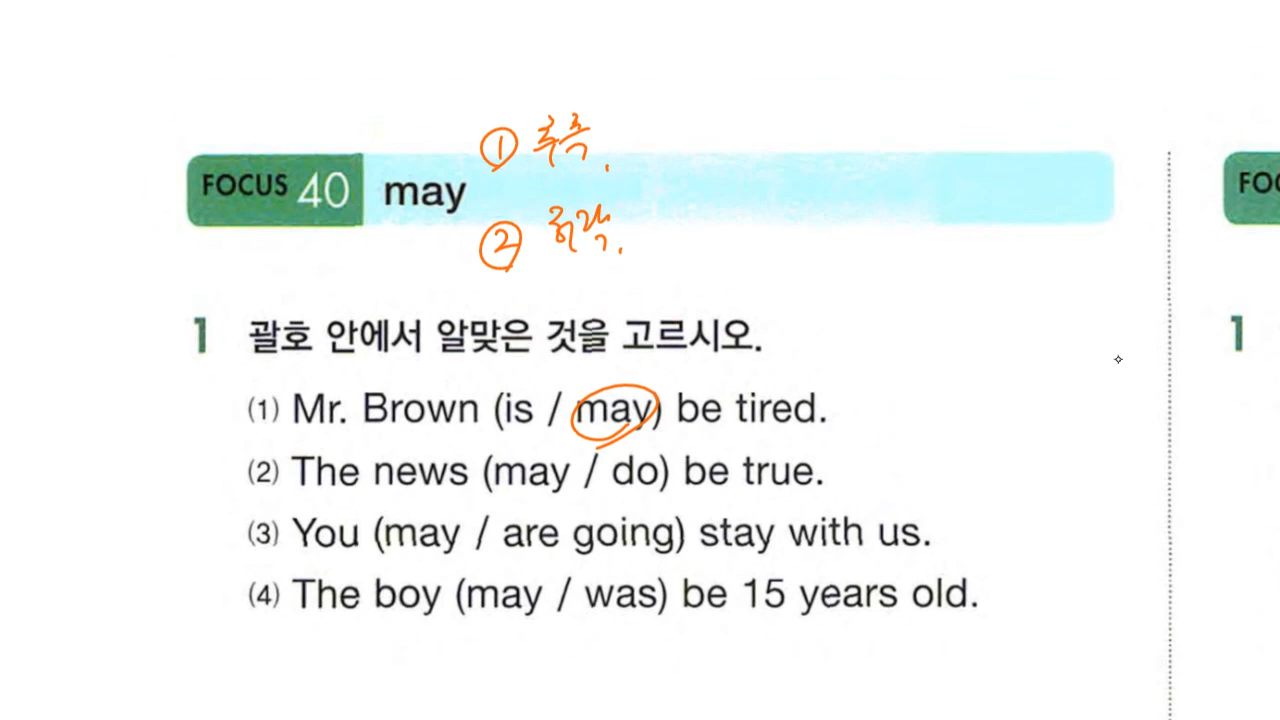 ① 추측.
FOCUS 40 may
② 허락.
1 괄호 안에서 알맞은 것을 고르시오.
(1) Mr. Brown (is / may) be tired.
(2) The news (may / do) be true.
(3) You (may / are going) stay with us.
(4) The boy (may / was) be 15 years old.
1